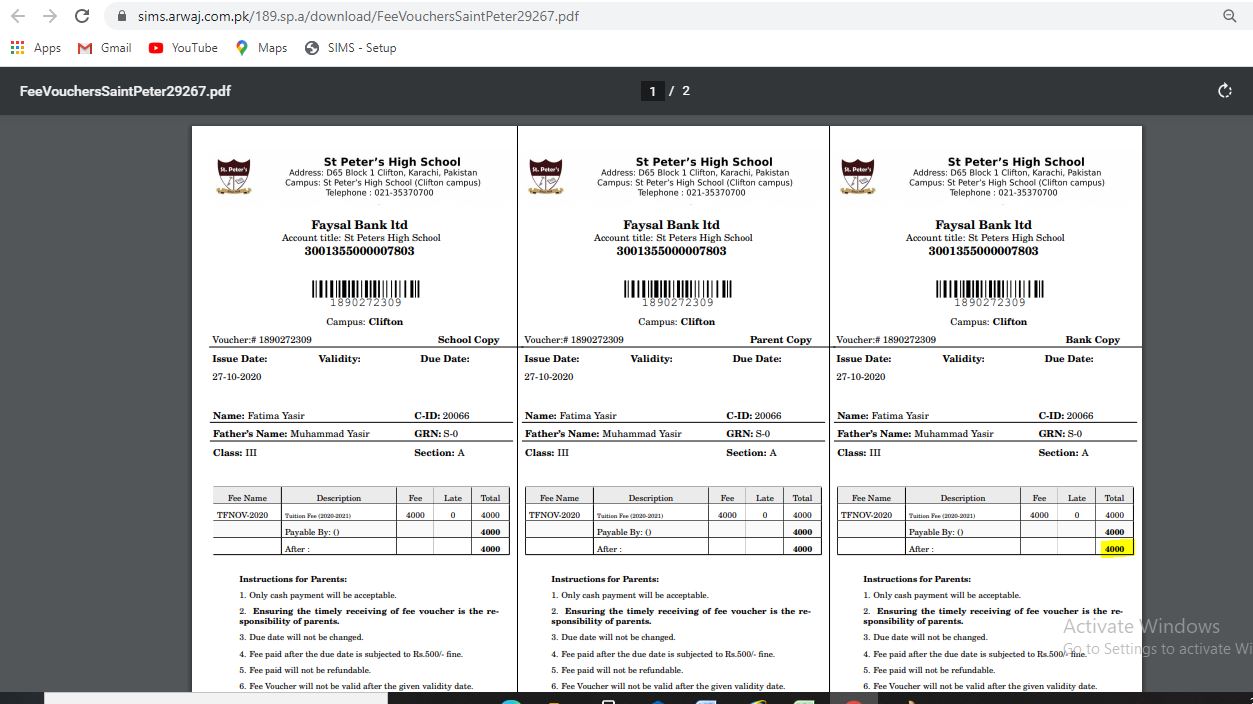 sims.arwaj.com.pk/189.sp.a/download/FeeVouchersSaintPeter29267.pdf
Apps Gmail YouTube Maps SIMS - Setup
FeeVouchersSaintPeter29267.pdf 1 / 2
St. Peter's
St Peter's High School
Address: D65 Block 1 Clifton, Karachi, Pakistan
Campus: St Peter's High School (Clifton campus)
Telephone : 021-35370700
Faysal Bank ltd
Account title: St Peters High School
3001355000007803
1890272309
Campus: Clifton
Voucher:# 1890272309 School Copy
Issue Date: Validity: Due Date:
27-10-2020
Name: Fatima Yasir C-ID: 20066
Father's Name: Muhammad Yasir GRN: S-0
Class: III Section: A
Fee Name Description Fee Late Total
TFNOV-2020 Tuition Fee (2020-2021) 4000 0 4000
Payable By: () 4000
After : 4000
Instructions for Parents:
1. Only cash payment will be acceptable.
2. Ensuring the timely receiving of fee voucher is the re-
sponsibility of parents.
3. Due date will not be changed.
4. Fee paid after the due date is subjected to Rs.500/- fine.
5. Fee paid will not be refundable.
6. Fee Voucher will not be valid after the given validity date.
St. Peter's
St Peter's High School
Address: D65 Block 1 Clifton, Karachi, Pakistan
Campus: St Peter's High School (Clifton campus)
Telephone : 021-35370700
Faysal Bank ltd
Account title: St Peters High School
3001355000007803
1890272309
Campus: Clifton
Voucher:# 1890272309 Parent Copy
Issue Date: Validity: Due Date:
27-10-2020
Name: Fatima Yasir C-ID: 20066
Father's Name: Muhammad Yasir GRN: S-0
Class: III Section: A
Fee Name Description Fee Late Total
TFNOV-2020 Tuition Fee (2020-2021) 4000 0 4000
Payable By: () 4000
After : 4000
Instructions for Parents:
1. Only cash payment will be acceptable.
2. Ensuring the timely receiving of fee voucher is the re-
sponsibility of parents.
3. Due date will not be changed.
4. Fee paid after the due date is subjected to Rs.500/- fine.
5. Fee paid will not be refundable.
6. Fee Voucher will not be valid after the given validity date.
St. Peter's
St Peter's High School
Address: D65 Block 1 Clifton, Karachi, Pakistan
Campus: St Peter's High School (Clifton campus)
Telephone : 021-35370700
Faysal Bank ltd
Account title: St Peters High School
3001355000007803
1890272309
Campus: Clifton
Voucher:# 1890272309 Bank Copy
Issue Date: Validity: Due Date:
27-10-2020
Name: Fatima Yasir C-ID: 20066
Father's Name: Muhammad Yasir GRN: S-0
Class: III Section: A
Fee Name Description Fee Late Total
TFNOV-2020 Tuition Fee (2020-2021) 4000 0 4000
Payable By: () 4000
After : 4000
Instructions for Parents:
1. Only cash payment will be acceptable.
2. Ensuring the timely receiving of fee voucher is the re-
sponsibility of parents.
3. Due date will not be changed.
4. Fee paid after the due date is subjected to Rs.500/- fine.
5. Fee paid will not be refundable.
6. Fee Voucher will not be valid after the given validity date.
Activate Windows
Go to Settings to activate Wi